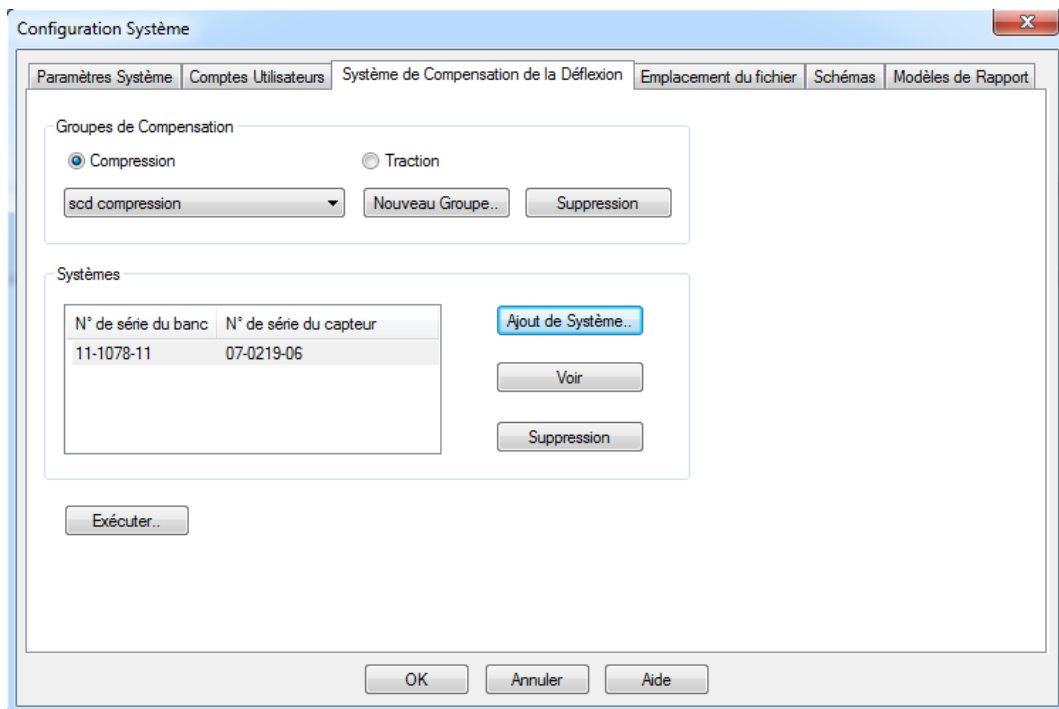 Configuration Système
Paramètres Système Comptes Utilisateurs Système de Compensation de la Déflexion Emplacement du fichier Schémas Modèles de Rapport
Groupes de Compensation
Compression Traction
scd compression Nouveau Groupe.. Suppression
Systèmes
N° de série du banc N° de série du capteur Ajout de Système..
11-1078-11 07-0219-06
Voir
Suppression
Exécuter..
OK Annuler Aide